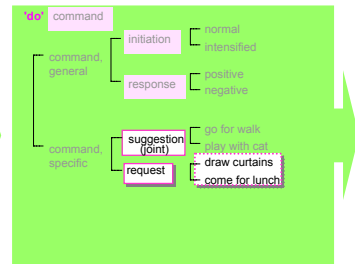 'do' command
initiation
normal
intensified
command,
general
response
positive
negative
suggestion
(joint)
go for walk
play with cat
command,
specific
request
draw curtains
come for lunch